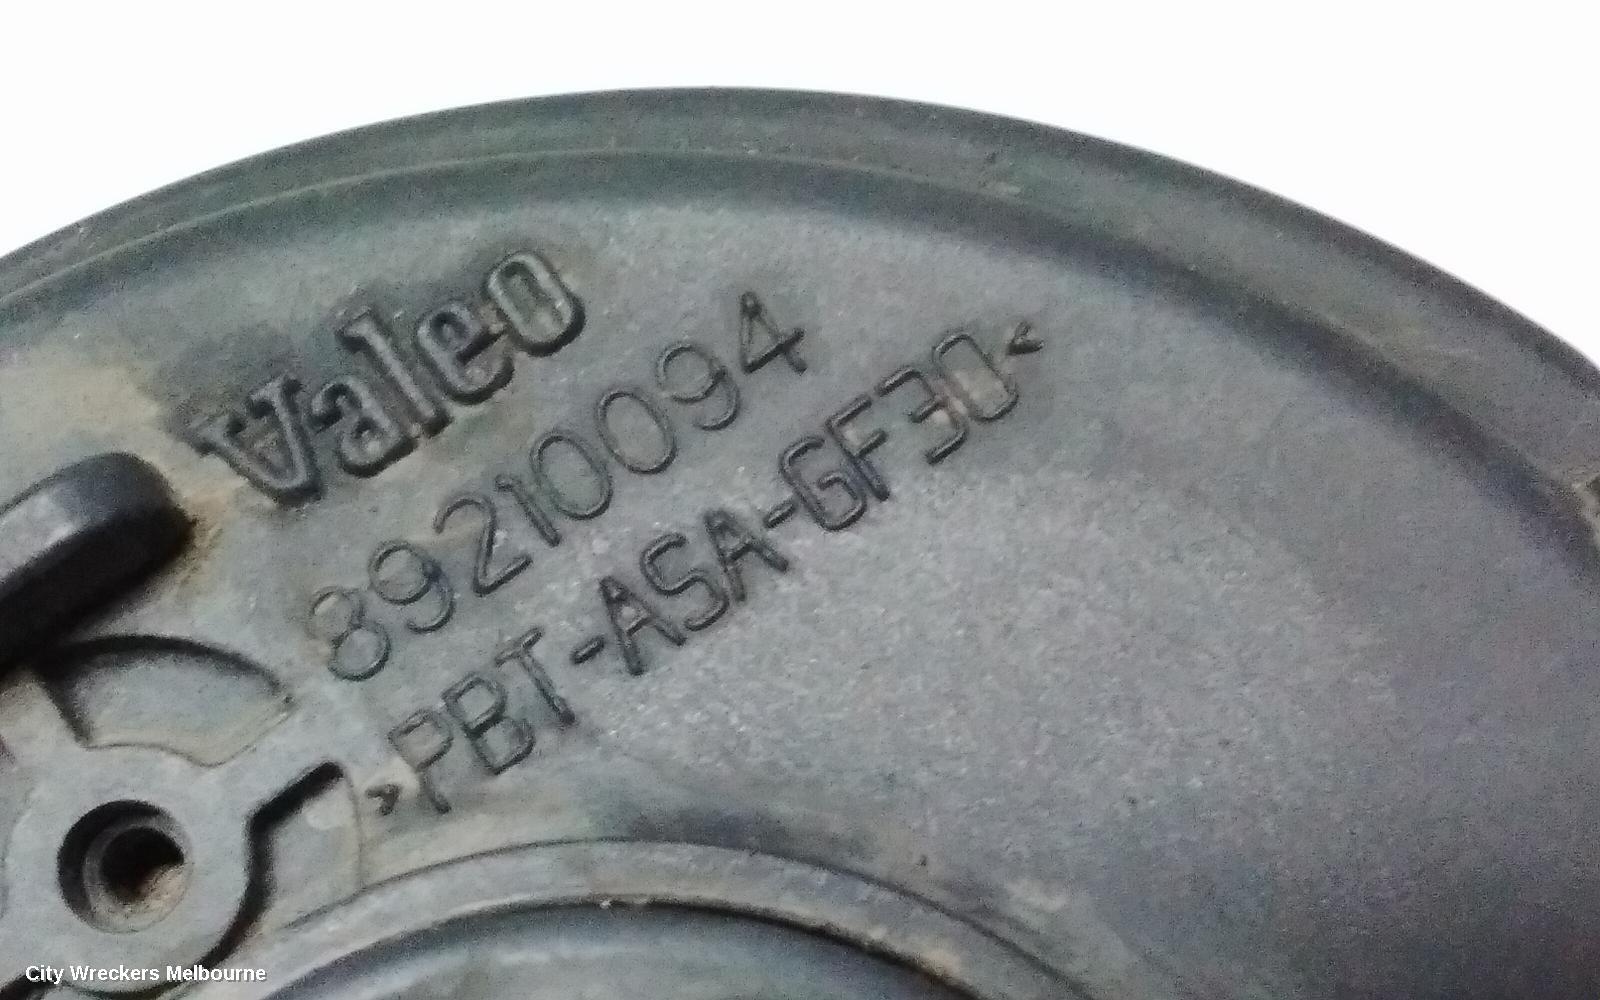 Valeo
89210094
>PBT-ASA-GF30<
City Wreckers Melbourne